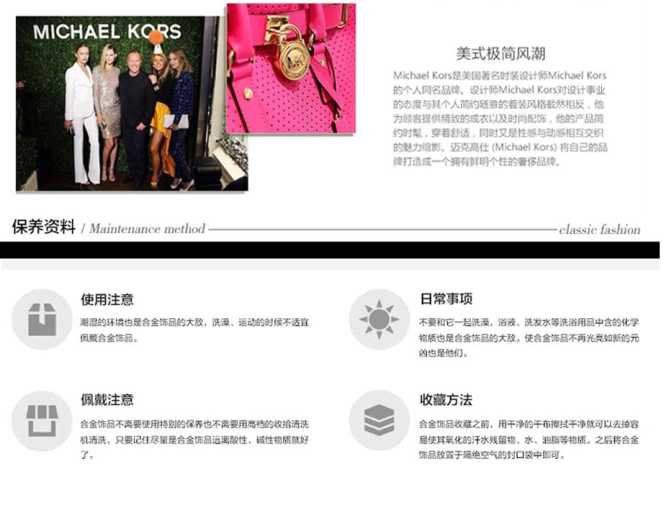 MICHAEL KORS
美式极简风潮
Michael Kors是美国著名时装设计师Michael Kors
的个人同名品牌。设计师Michael Kors对设计事业
的态度与其个人简约随意的着装风格截然相反，他
为顾客提供精致的成衣以及时尚配饰，他的产品简
约时髦，穿着舒适，同时又是性感与动感相互交织
的魅力缩影。迈克高仕 (Michael Kors) 将自己的品
牌打造成一个拥有鲜明个性的奢侈品牌。
保养资料 / Maintenance method
classic fashion
使用注意
潮湿的环境也是合金饰品的大敌，洗澡、运动的时候不适宜
佩戴合金饰品。
日常事项
不要和它一起洗澡，浴液、洗发水等洗浴用品中含的化学
物质也是合金饰品的大敌，使合金饰品不再光亮如新的元
凶也是他们。
佩戴注意
合金饰品不需要使用特别的保养也不需要用高档的收拾清洗
机清洗，只要记住尽量是合金饰品远离酸性、碱性物质就好
了。
收藏方法
合金饰品收藏之前，用干净的干布擦拭干净就可以去掉容
易使其氧化的汗水残留物、水、油脂等物质。之后将合金
饰品放置于隔绝空气的封口袋中即可。